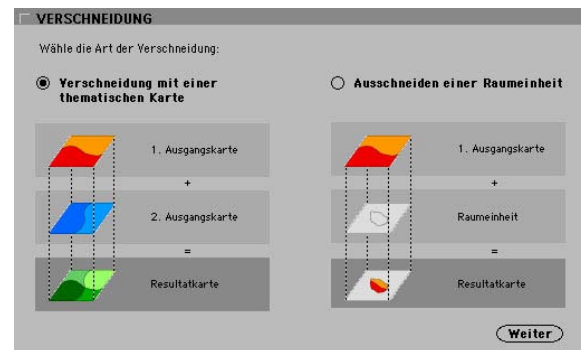 VERSCHNEIDUNG
Wähle die Art der Verschneidung:
Verschneidung mit einer
thematischen Karte
1. Ausgangskarte
+
2. Ausgangskarte
=
Resultatkarte
Ausschneiden einer Raumeinheit
1. Ausgangskarte
+
Raumeinheit
=
Resultatkarte
Weiter